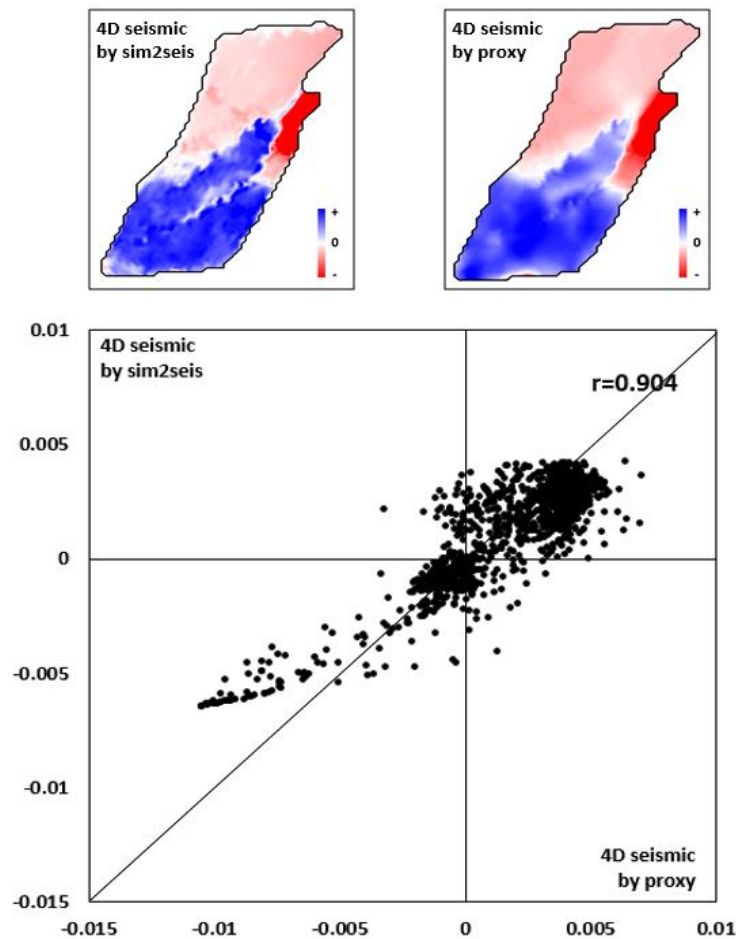 4D seismic
by sim2seis
+
0
-
4D seismic
by proxy
+
0
-
0.01
4D seismic
by sim2seis
r=0.904
0.005
0
-0.005
-0.01
4D seismic
by proxy
-0.015
-0.015 -0.01 -0.005 0 0.005 0.01